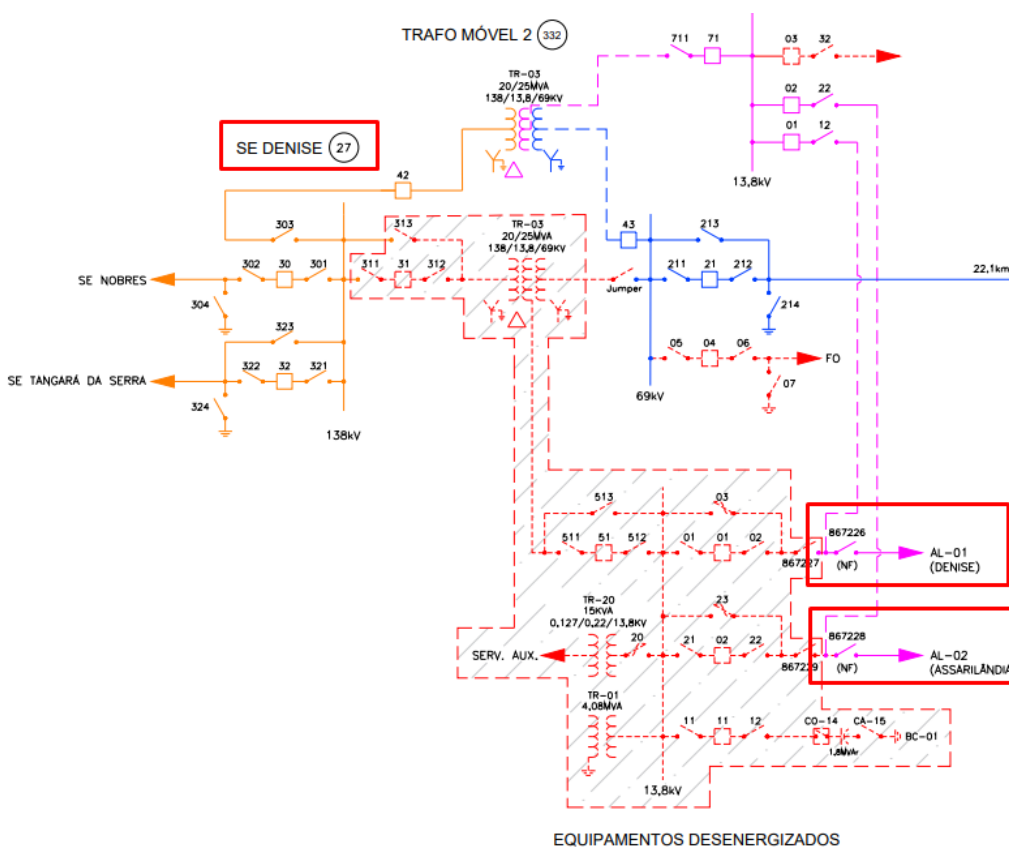 TRAFO MÓVEL 2 332
711 71 03 32
TR-03
20/25MVA
138/13,8/69KV
02 22
01 12
13,8kV
SE DENISE 27
42
303
313
TR-03
20/25MVA
138/13,8/69KV
43 213
302 30 301
311 31 312
SE NOBRES
Jumper
211 21 212
22,1km
304
214
323
05 04 06
FO
322 32 321
SE TANGARÁ DA SERRA
07
324
138kV
69kV
513 03
511 51 512 01 01 02
867226
867227
(NF)
AL-01
(DENISE)
TR-20
15KVA
0.127/0.22/13.8KV
23
SERV. AUX.
20 21 02 22
867228
867229
(NF)
AL-02
(ASSARILÂNDIA
TR-01
4.08MVA
11 11 12 CO-14 CA-15
BC-01
1.8MVAr
13,8kV
EQUIPAMENTOS DESENERGIZADOS